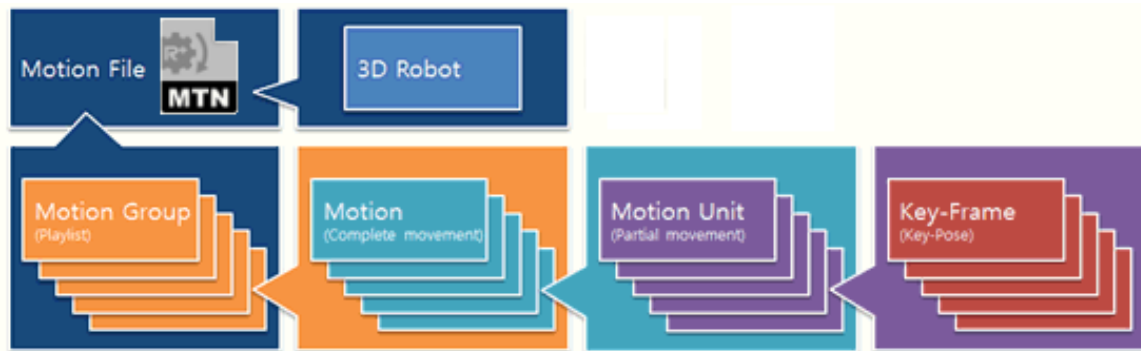 Motion File
R+
MTN
3D Robot
Motion Group
(Playlist)
Motion
(Complete movement)
Motion Unit
(Partial movement)
Key-Frame
(Key-Pose)